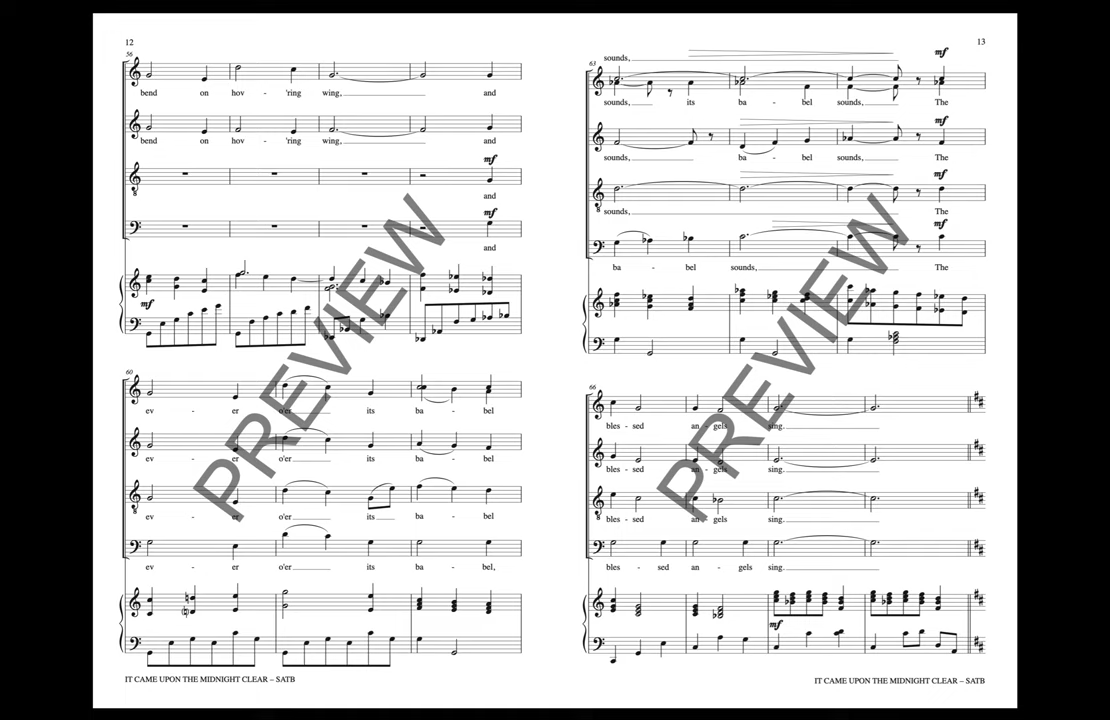 12
56
bend on hov - 'ring wing, and
bend on hov - 'ring wing, and
mf
and
mf
and
mf
60
ev - er o'er its ba - bel
ev - er o'er its ba - bel
ev - er o'er its ba - bel
ev - er o'er its ba - bel,
IT CAME UPON THE MIDNIGHT CLEAR – SATB
PREVIEW
13
sounds,
mf
63
sounds, its ba - bel sounds, The
mf
sounds, ba - bel sounds, The
mf
sounds, The
mf
ba - bel sounds, The
66
bles - sed an - gels sing.
bles - sed an - gels sing.
bles - sed an - gels sing.
bles - sed an - gels sing.
mf
IT CAME UPON THE MIDNIGHT CLEAR – SATB
PREVIEW